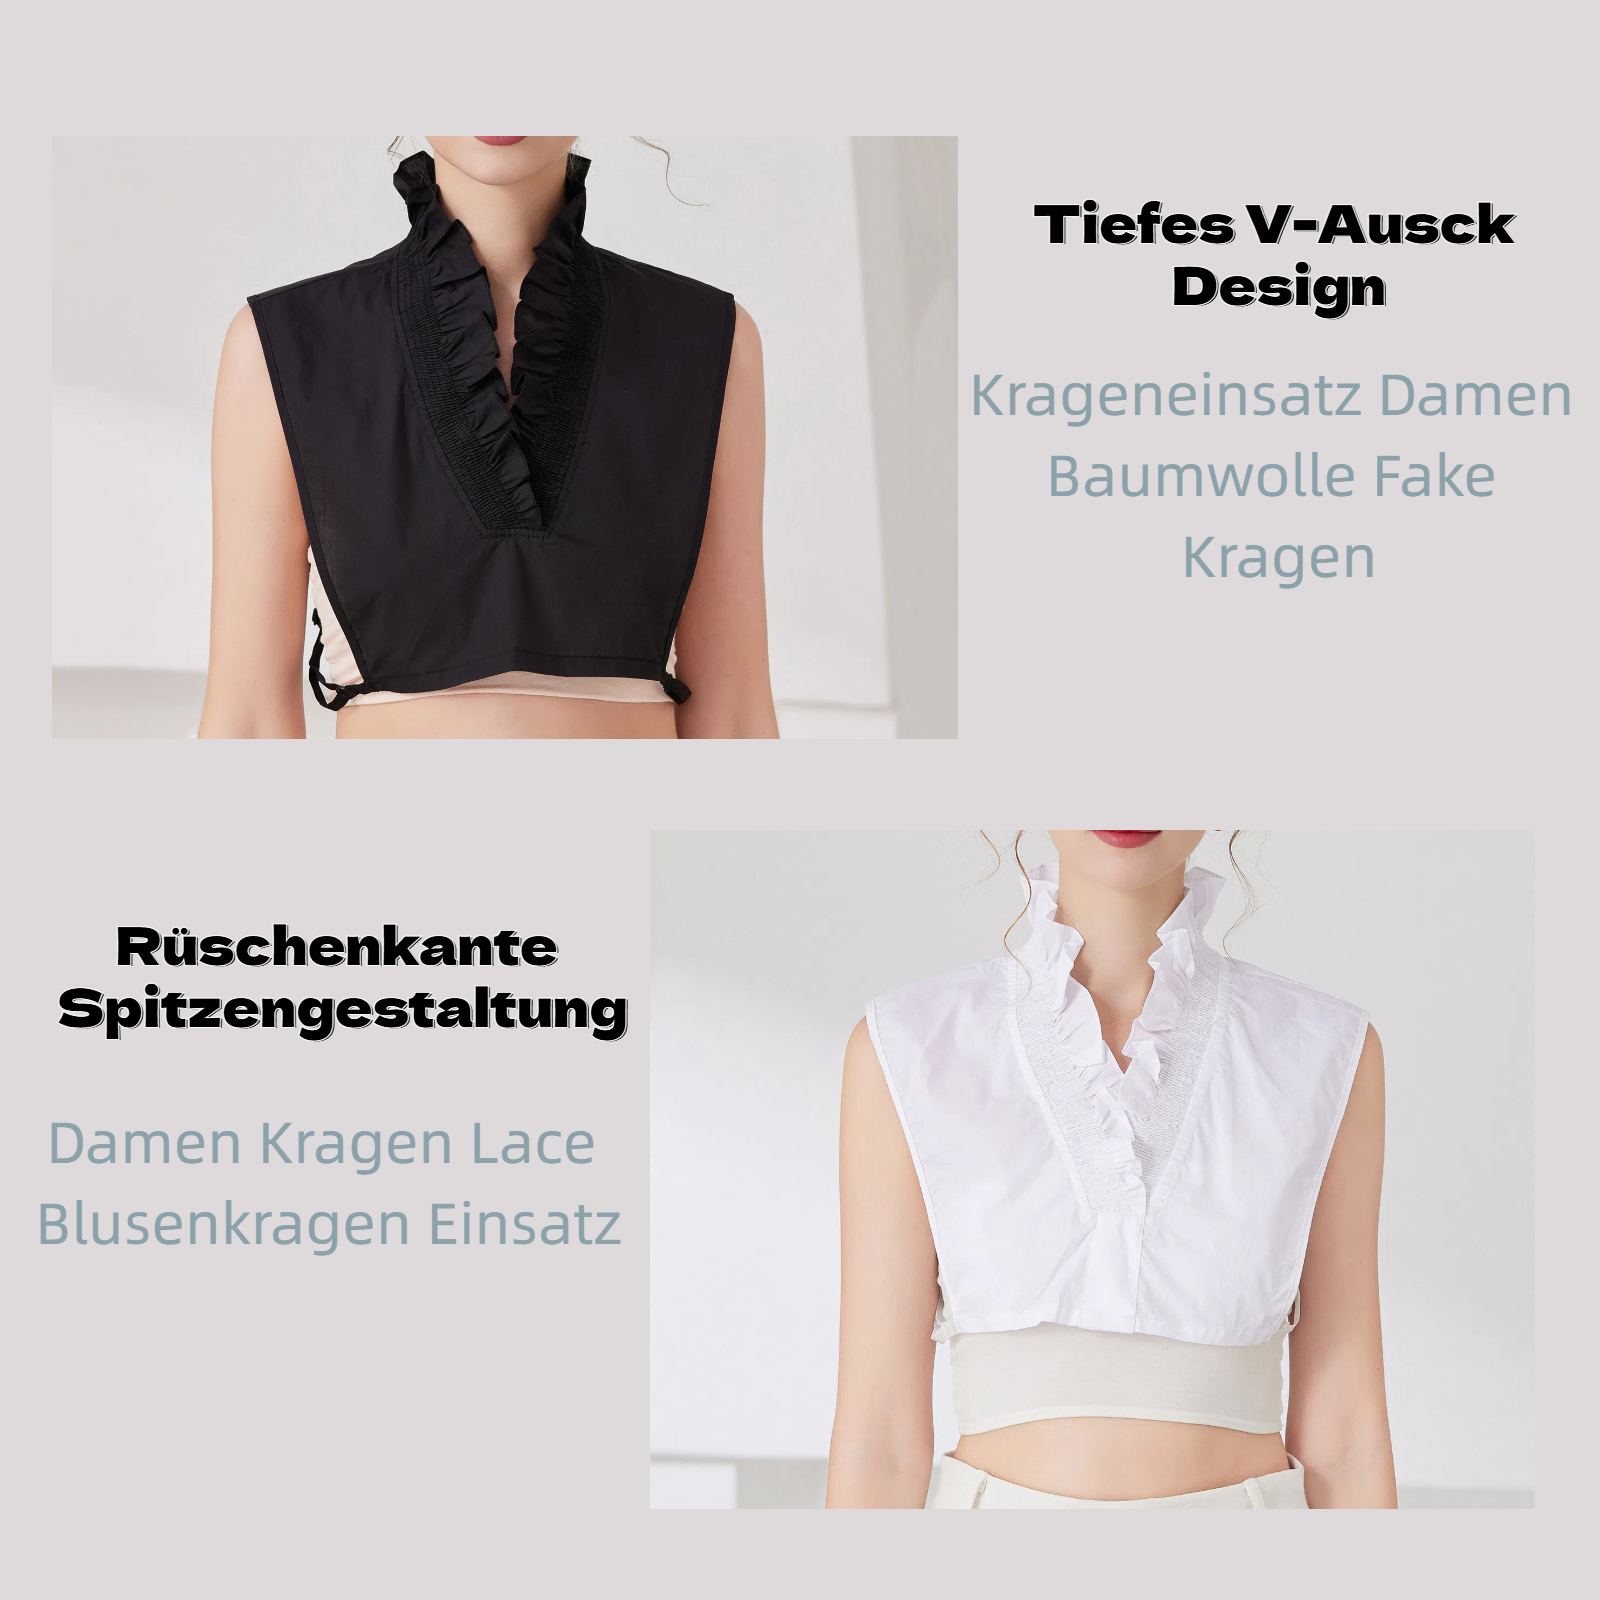 Tiefes V-Ausck
Design
Krageneinsatz Damen
Baumwolle Fake
Kragen
Rüschenkante
Spitzengestaltung
Damen Kragen Lace
Blusenkragen Einsatz